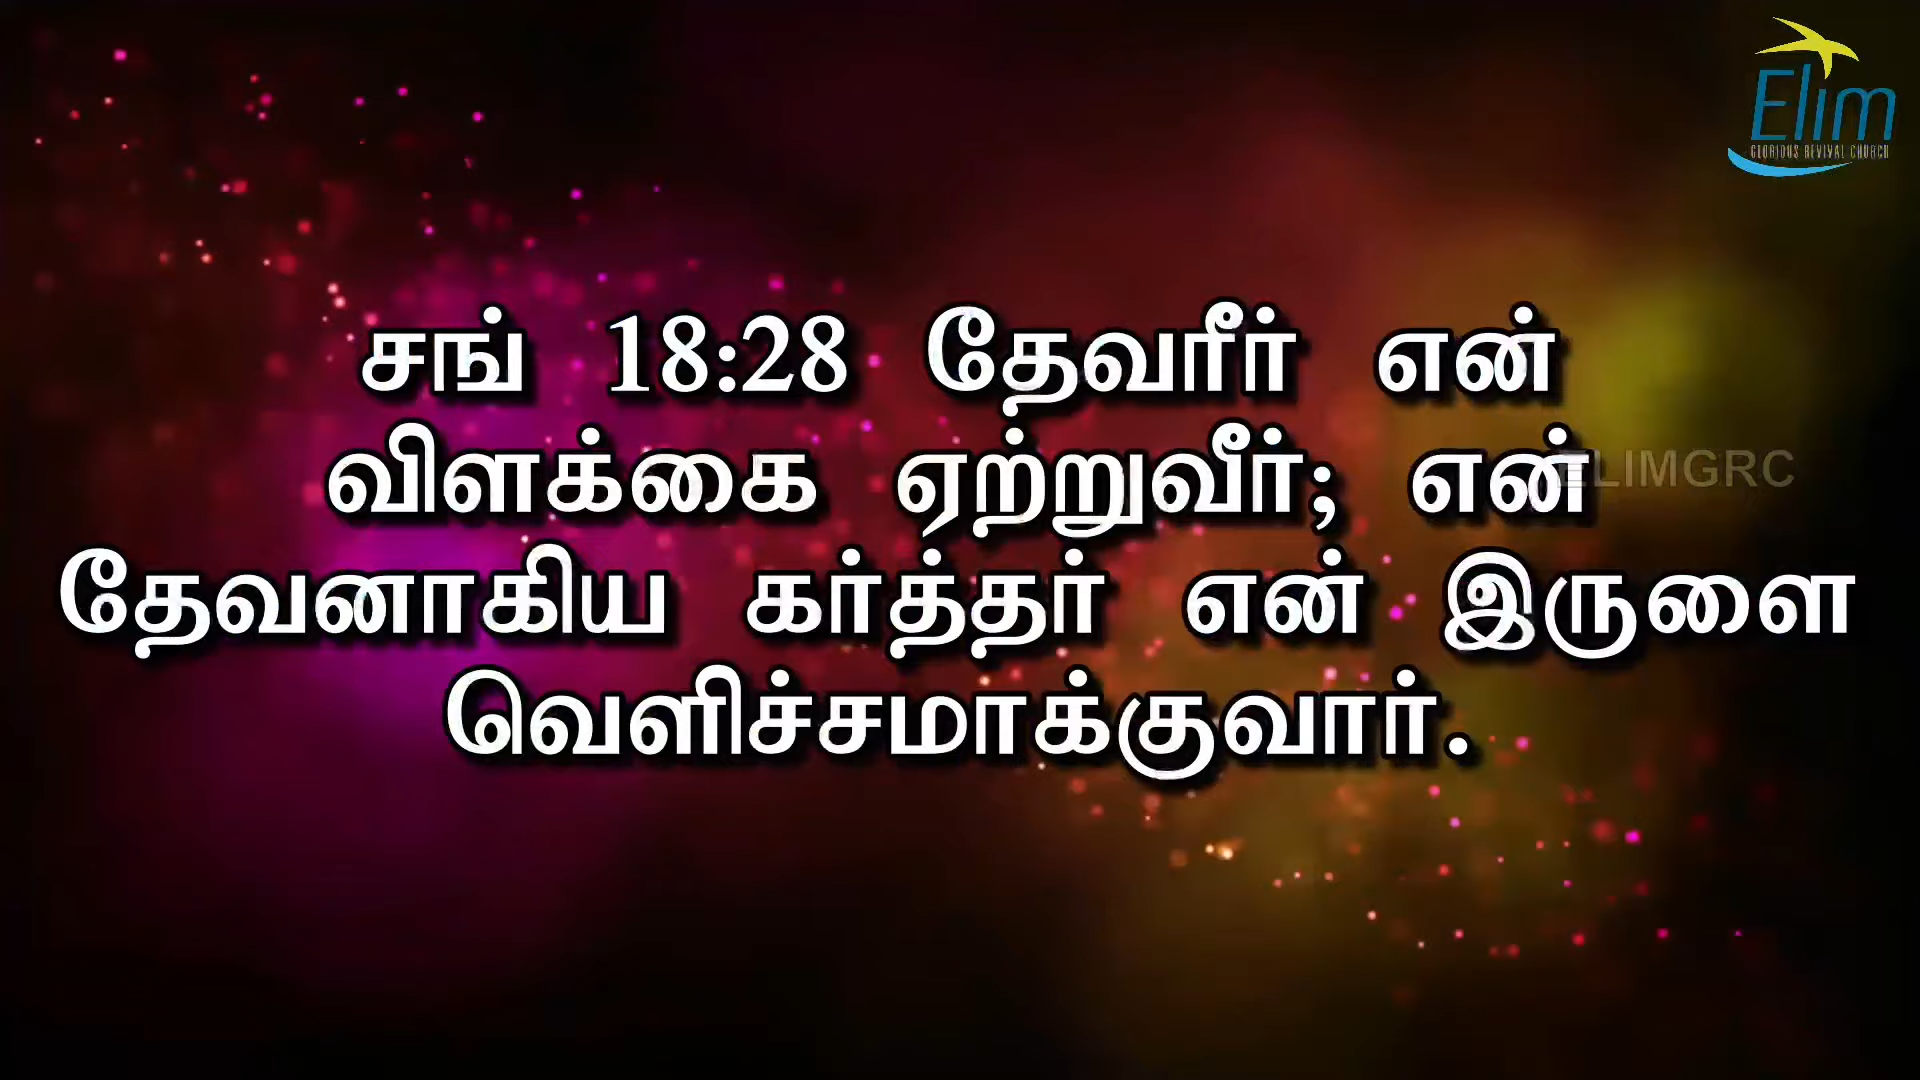 Elim
GLORIOUS REVIVAL CHURCH
சங் 18:28 தேவரீர் என்
விளக்கை ஏற்றுவீர்; என்
ELIMGRC
தேவனாகிய கர்த்தர் என் இருளை
வெளிச்சமாக்குவார்.